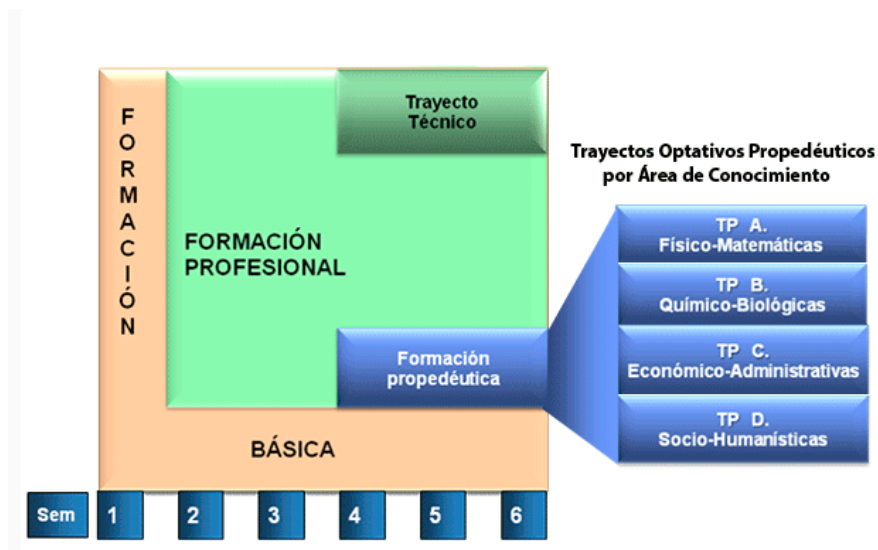 FORMACIÓN
Trayecto
Técnico
FORMACIÓN
PROFESIONAL
Formación
propedéutica
BÁSICA
Trayectos Optativos Propedéuticos
por Área de Conocimiento
TP A.
Físico-Matemáticas
TP B.
Químico-Biológicas
TP C.
Económico-Administrativas
TP D.
Socio-Humanísticas
Sem 1 2 3 4 5 6